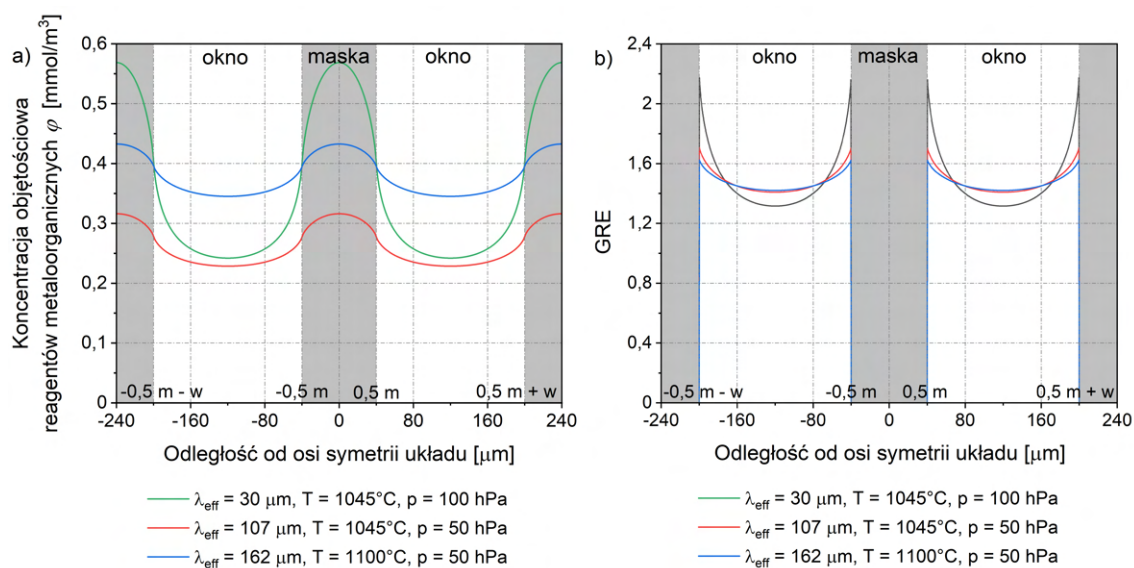 a)
Koncentracja objętościowa
reagentów metaloorganicznych φ [mmol/m³]
0,6
0,5
0,4
0,3
0,2
0,1
0
okno maska okno
-0,5 m - w -0,5 m 0,5 m 0,5 m + w
-240 -160 -80 0 80 160 240
Odległość od osi symetrii układu [μm]
λeff = 30 μm, T = 1045°C, p = 100 hPa
λeff = 107 μm, T = 1045°C, p = 50 hPa
λeff = 162 μm, T = 1100°C, p = 50 hPa
b)
GRE
2,4
2
1,6
1,2
0,8
0,4
0
okno maska okno
-0,5 m - w -0,5 m 0,5 m 0,5 m + w
-240 -160 -80 0 80 160 240
Odległość od osi symetrii układu [μm]
λeff = 30 μm, T = 1045°C, p = 100 hPa
λeff = 107 μm, T = 1045°C, p = 50 hPa
λeff = 162 μm, T = 1100°C, p = 50 hPa